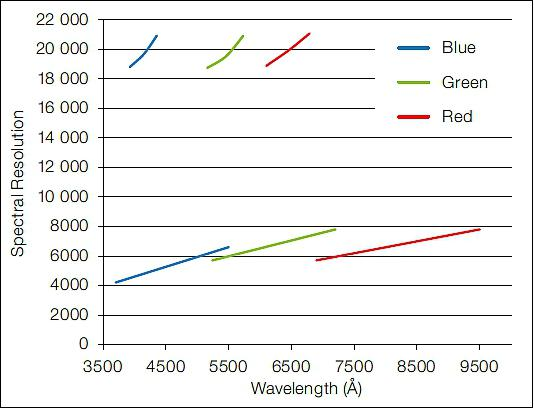 22 000
20 000
18 000
16 000
14 000
12 000
10 000
8000
6000
4000
2000
0
Spectral Resolution
3500 4500 5500 6500 7500 8500 9500
Wavelength (Å)
Blue
Green
Red